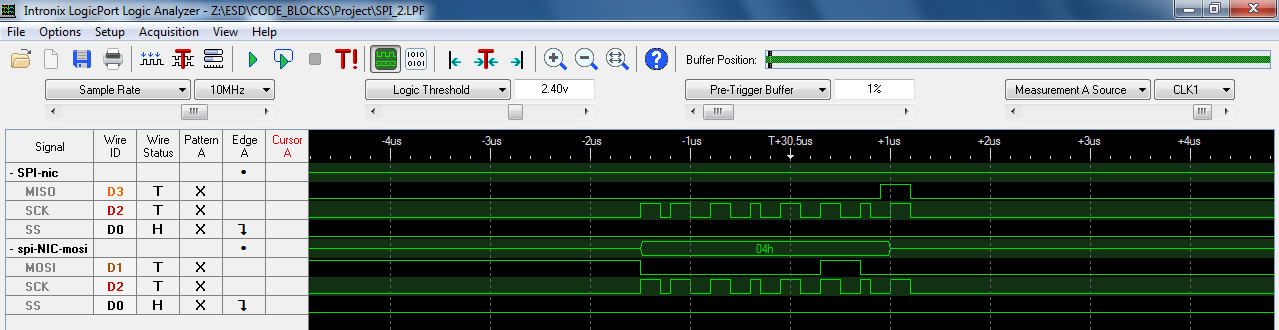 Intronix LogicPort Logic Analyzer - Z:\ESD\CODE_BLOCKS\Project\SPI_2.LPF
File Options Setup Acquisition View Help
T! 1010 0101 ? Buffer Position:
Sample Rate 10MHz Logic Threshold 2.40v Pre-Trigger Buffer 1% Measurement A Source CLK1
Signal Wire ID Wire Status Pattern A Edge A Cursor A -4us -3us -2us -1us T+30.5us +1us +2us +3us +4us
- SPI-nic
MISO D3 T X
SCK D2 T X
SS D0 H X
- spi-NIC-mosi 04h
MOSI D1 T X
SCK D2 T X
SS D0 H X